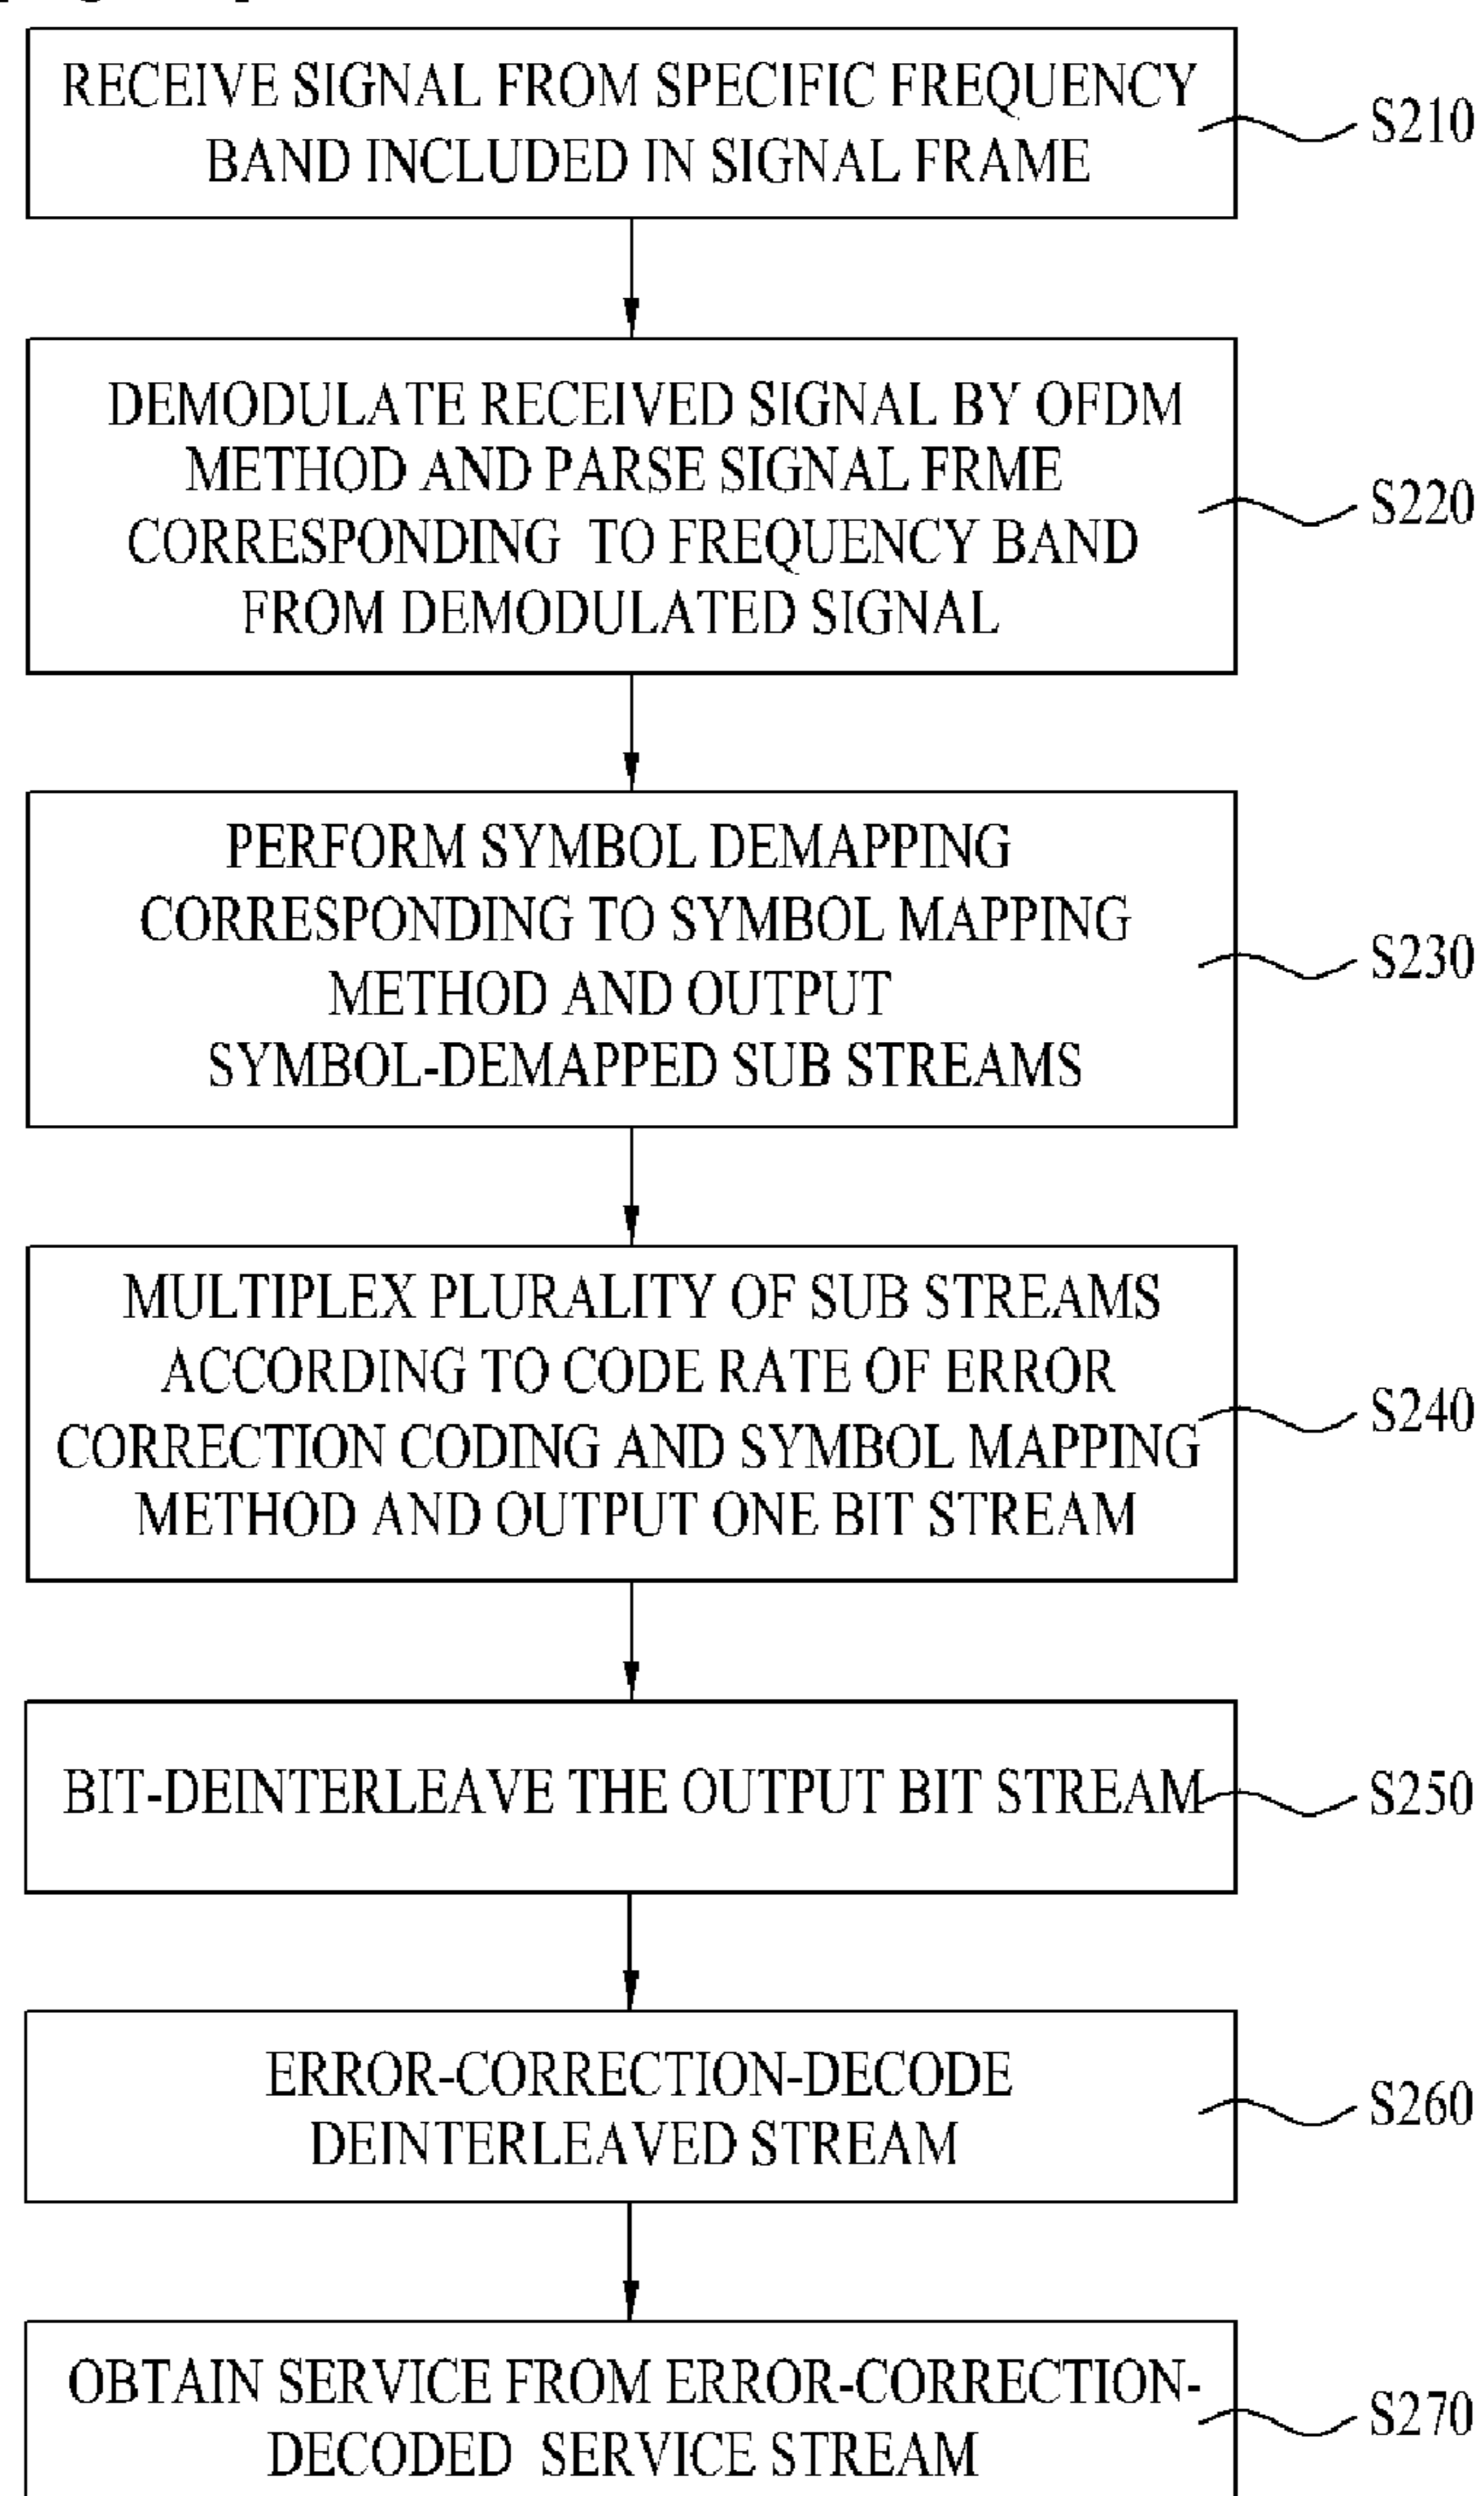 RECEIVE SIGNAL FROM SPECIFIC FREQUENCY
BAND INCLUDED IN SIGNAL FRAME
S210
DEMODULATE RECEIVED SIGNAL BY OFDM
METHOD AND PARSE SIGNAL FRME
CORRESPONDING TO FREQUENCY BAND
FROM DEMODULATED SIGNAL
S220
PERFORM SYMBOL DEMAPPING
CORRESPONDING TO SYMBOL MAPPING
METHOD AND OUTPUT
SYMBOL-DEMAPPED SUB STREAMS
S230
MULTIPLEX PLURALITY OF SUB STREAMS
ACCORDING TO CODE RATE OF ERROR
CORRECTION CODING AND SYMBOL MAPPING
METHOD AND OUTPUT ONE BIT STREAM
S240
BIT-DEINTERLEAVE THE OUTPUT BIT STREAM
S250
ERROR-CORRECTION-DECODE
DEINTERLEAVED STREAM
S260
OBTAIN SERVICE FROM ERROR-CORRECTION-
DECODED SERVICE STREAM
S270